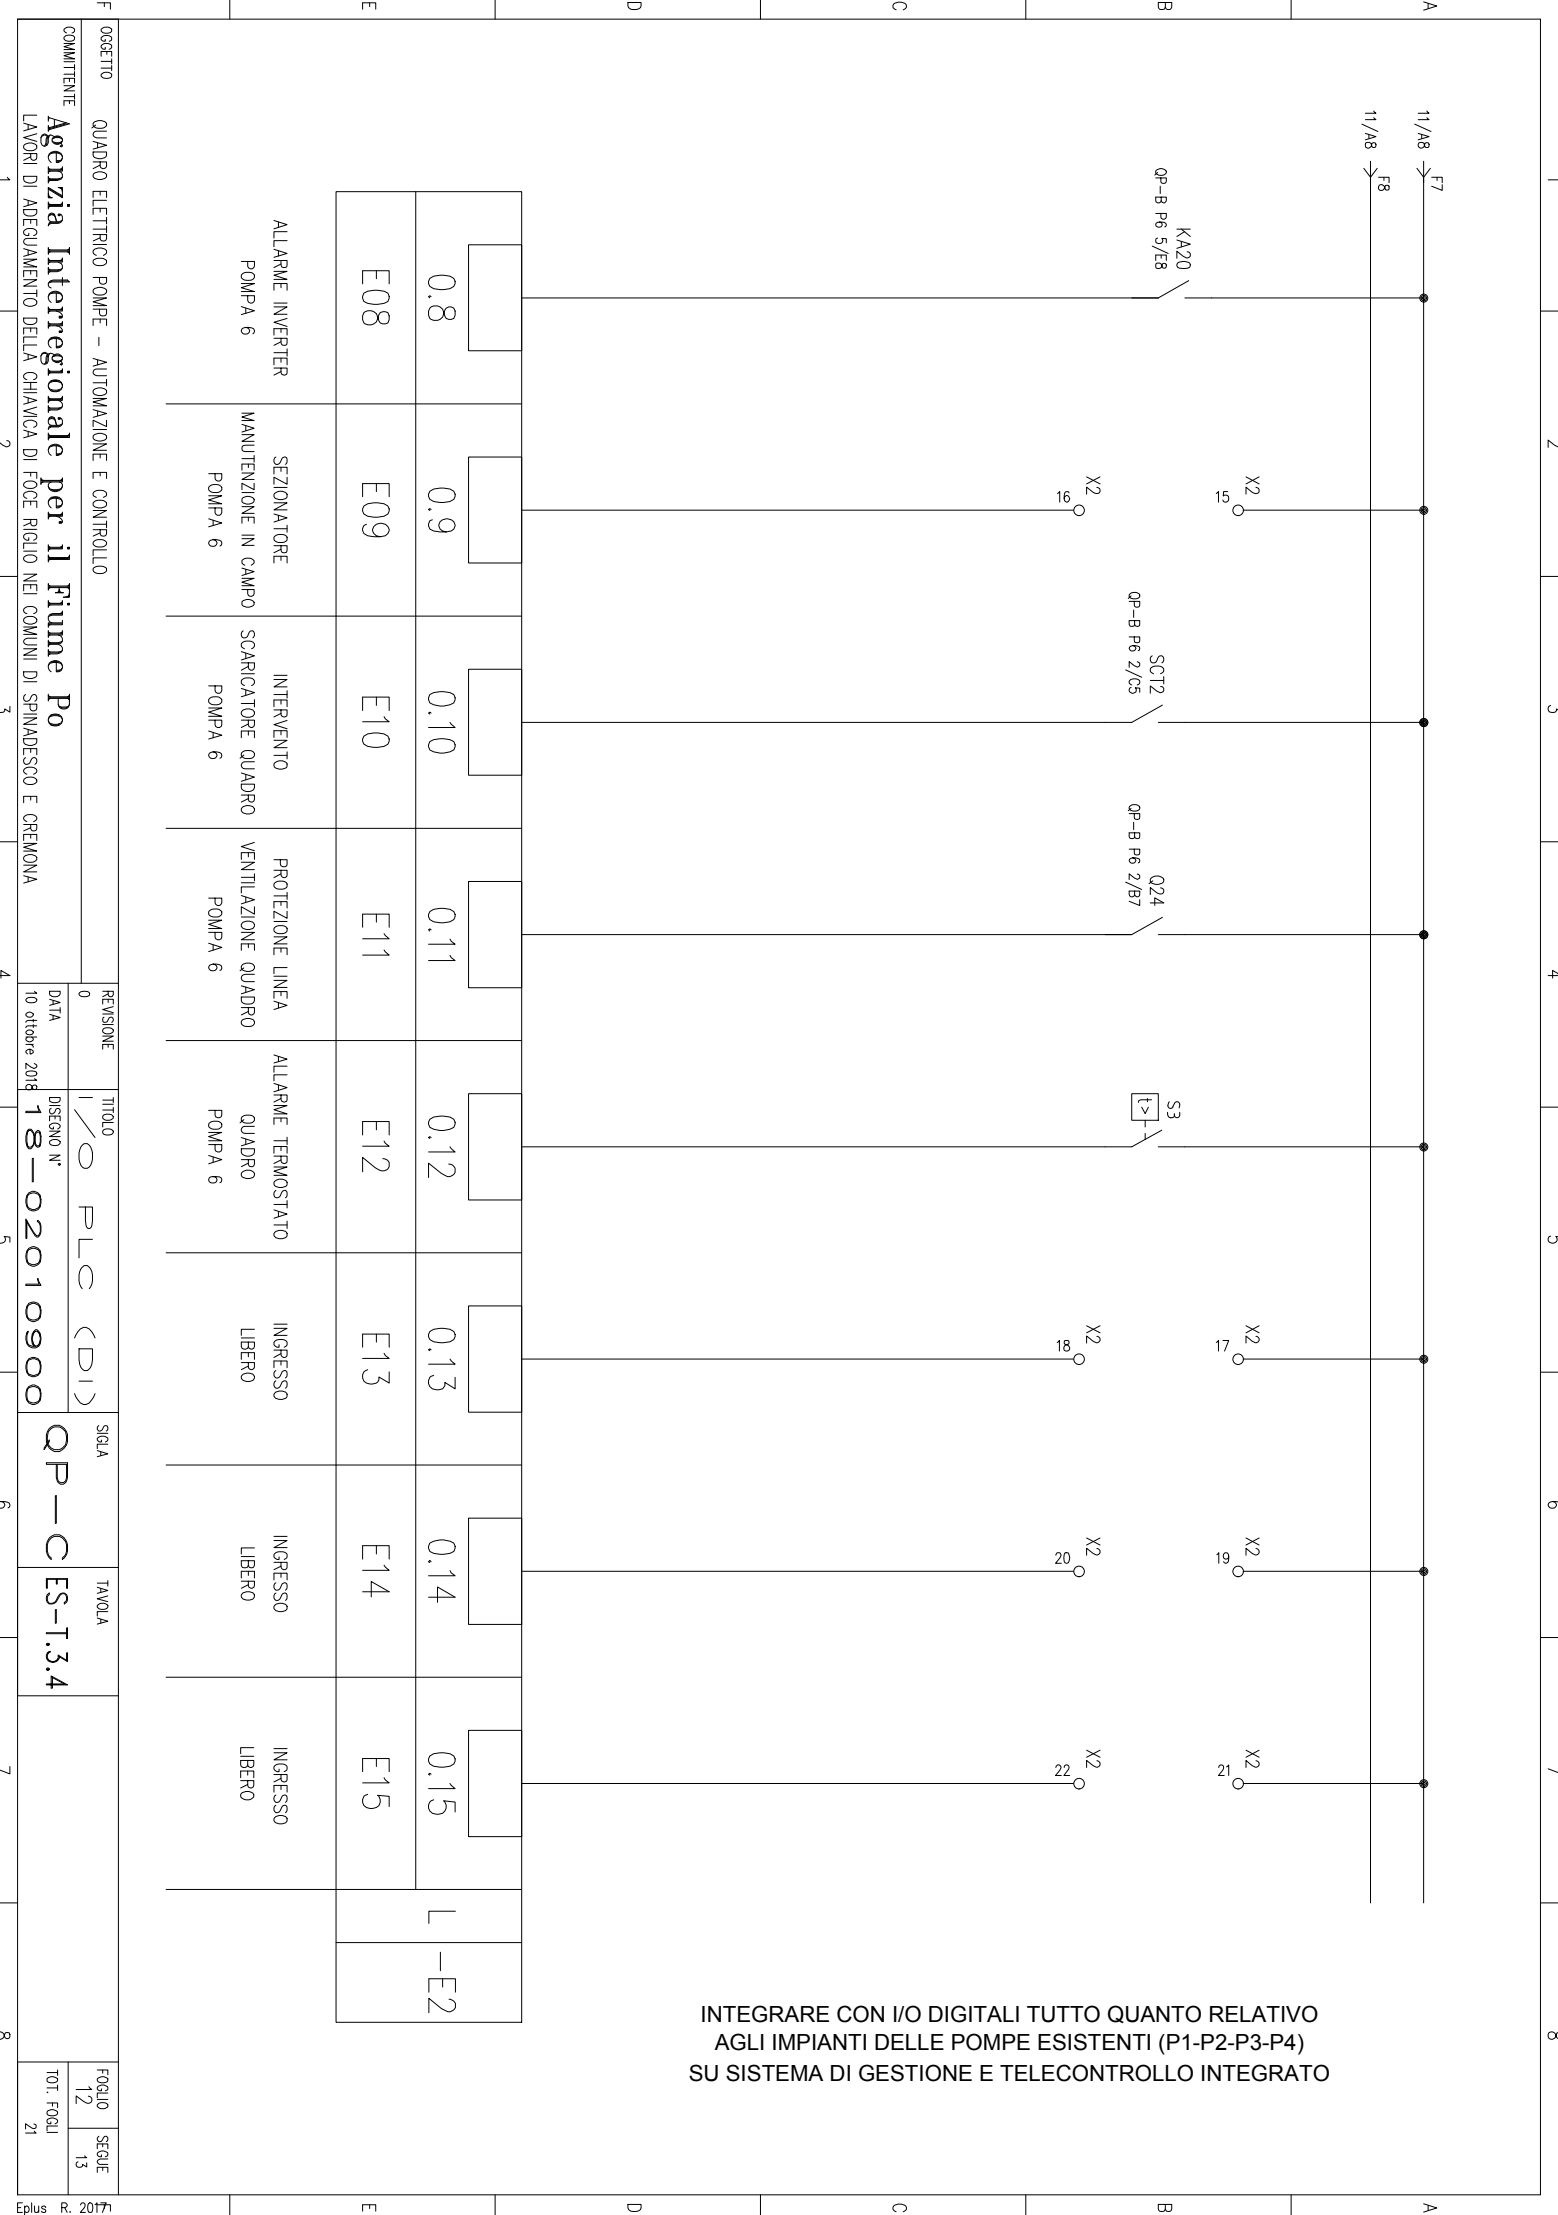 11/A8
F7
11/A8
F8
KA20
QP-B P6 5/E8
X2
15
X2
16
SCT2
QP-B P6 2/C5
Q24
QP-B P6 2/B7
S3
t>
X2
17
X2
18
X2
19
X2
20
X2
21
X2
22
0.8
0.9
0.10
0.11
0.12
0.13
0.14
0.15
L
-E2
E08
E09
E10
E11
E12
E13
E14
E15
ALLARME INVERTER
POMPA 6
SEZIONATORE
MANUTENZIONE IN CAMPO
POMPA 6
INTERVENTO
SCARICATORE QUADRO
POMPA 6
PROTEZIONE LINEA
VENTILAZIONE QUADRO
POMPA 6
ALLARME TERMOSTATO
QUADRO
POMPA 6
INGRESSO
LIBERO
INGRESSO
LIBERO
INGRESSO
LIBERO
INTEGRARE CON I/O DIGITALI TUTTO QUANTO RELATIVO
AGLI IMPIANTI DELLE POMPE ESISTENTI (P1-P2-P3-P4)
SU SISTEMA DI GESTIONE E TELECONTROLLO INTEGRATO
OGGETTO
QUADRO ELETTRICO POMPE - AUTOMAZIONE E CONTROLLO
COMMITTENTE
Agenzia Interregionale per il Fiume Po
LAVORI DI ADEGUAMENTO DELLA CHIAVICA DI FOCE RIGLIO NEI COMUNI DI SPINADESCO E CREMONA
REVISIONE
0
DATA
10 ottobre 2018
TITOLO
I/O PLC (DI)
DISEGNO N°
18-02010900
SIGLA
QP-C
TAVOLA
ES-T.3.4
FOGLIO
12
SEGUE
13
TOT. FOGLI
21
Eplus R. 2017
A
B
C
D
E
F
A
B
C
D
E
1
2
3
4
5
6
7
8
4
5
6
7
8